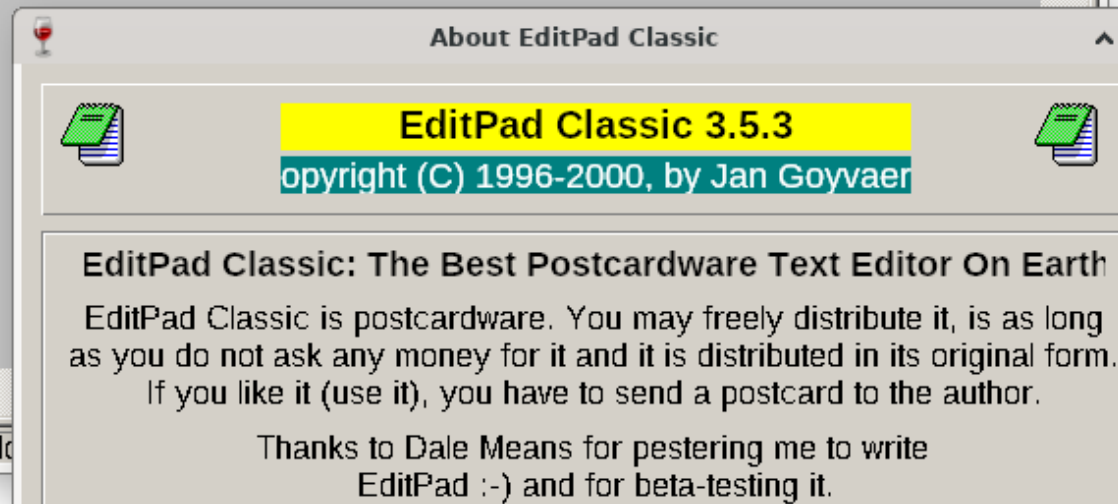 About EditPad Classic
EditPad Classic 3.5.3
opyright (C) 1996-2000, by Jan Goyvaer
EditPad Classic: The Best Postcardware Text Editor On Earth
EditPad Classic is postcardware. You may freely distribute it, is as long
as you do not ask any money for it and it is distributed in its original form.
If you like it (use it), you have to send a postcard to the author.
Thanks to Dale Means for pestering me to write
EditPad :-) and for beta-testing it.